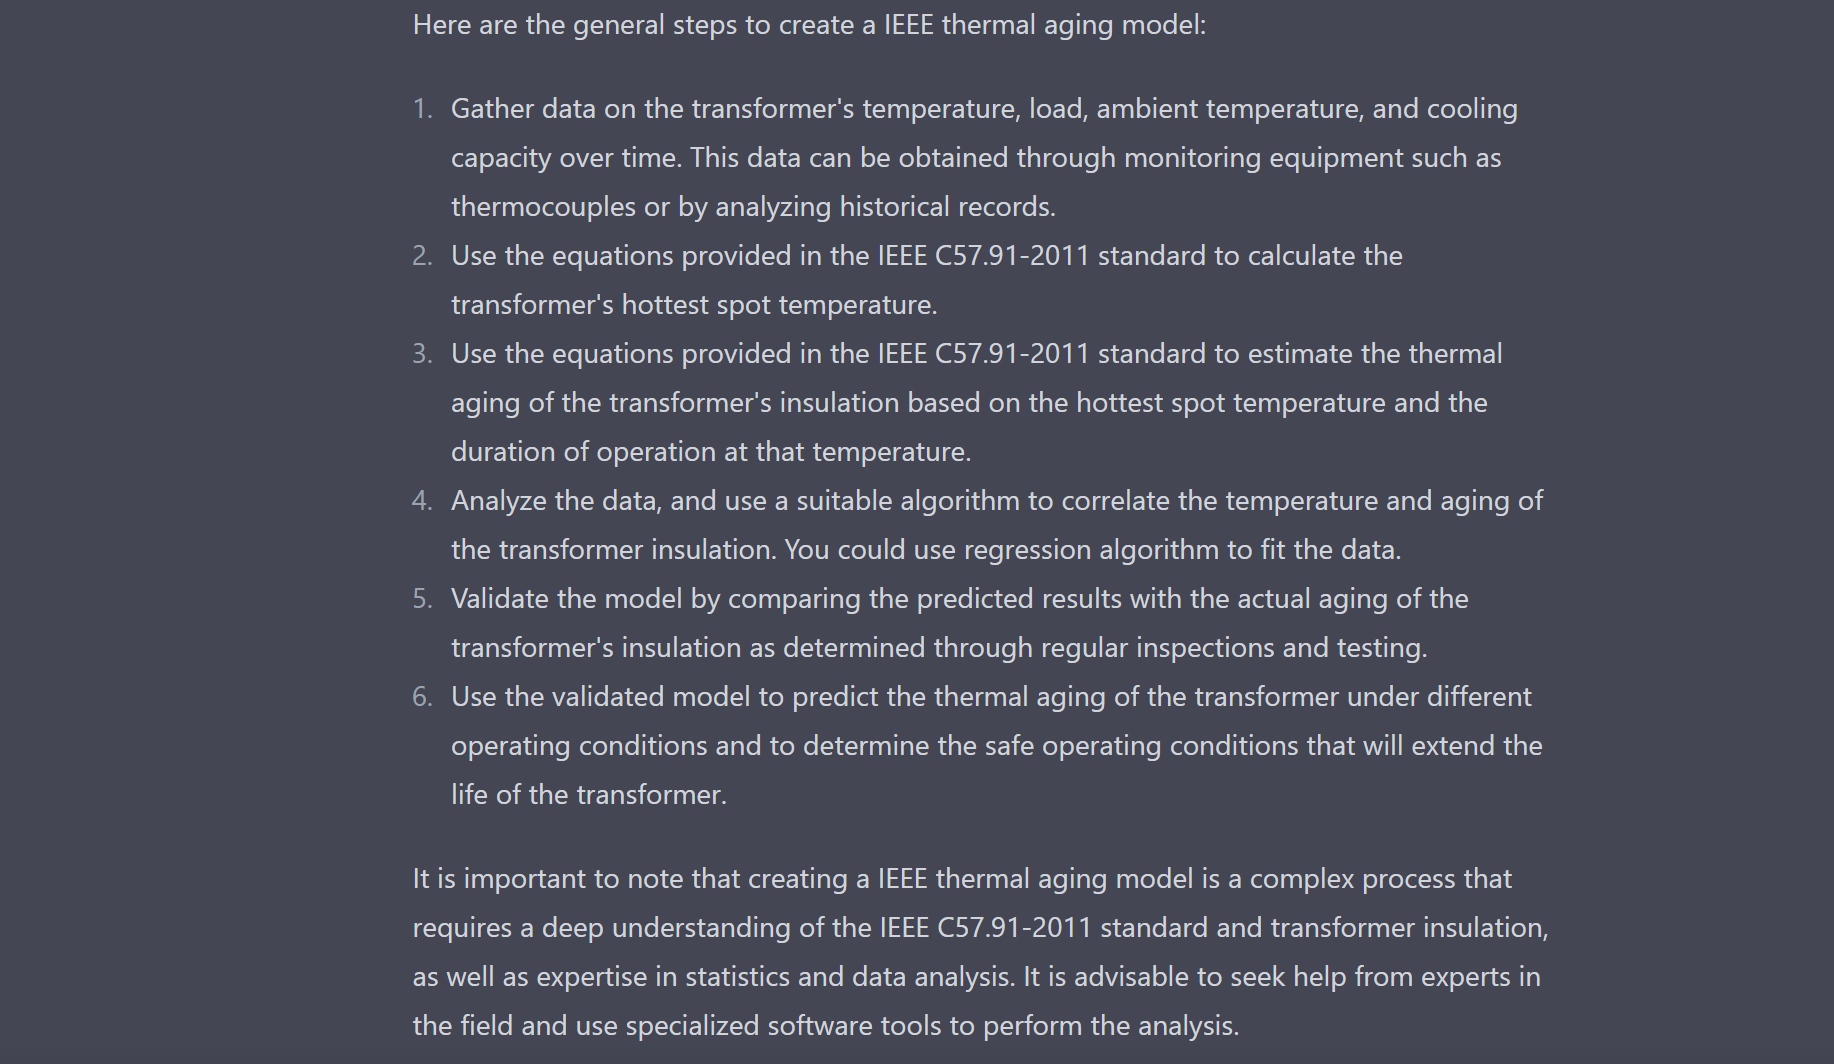 Here are the general steps to create a IEEE thermal aging model:
1. Gather data on the transformer's temperature, load, ambient temperature, and cooling
capacity over time. This data can be obtained through monitoring equipment such as
thermocouples or by analyzing historical records.
2. Use the equations provided in the IEEE C57.91-2011 standard to calculate the
transformer's hottest spot temperature.
3. Use the equations provided in the IEEE C57.91-2011 standard to estimate the thermal
aging of the transformer's insulation based on the hottest spot temperature and the
duration of operation at that temperature.
4. Analyze the data, and use a suitable algorithm to correlate the temperature and aging of
the transformer insulation. You could use regression algorithm to fit the data.
5. Validate the model by comparing the predicted results with the actual aging of the
transformer's insulation as determined through regular inspections and testing.
6. Use the validated model to predict the thermal aging of the transformer under different
operating conditions and to determine the safe operating conditions that will extend the
life of the transformer.
It is important to note that creating a IEEE thermal aging model is a complex process that
requires a deep understanding of the IEEE C57.91-2011 standard and transformer insulation,
as well as expertise in statistics and data analysis. It is advisable to seek help from experts in
the field and use specialized software tools to perform the analysis.